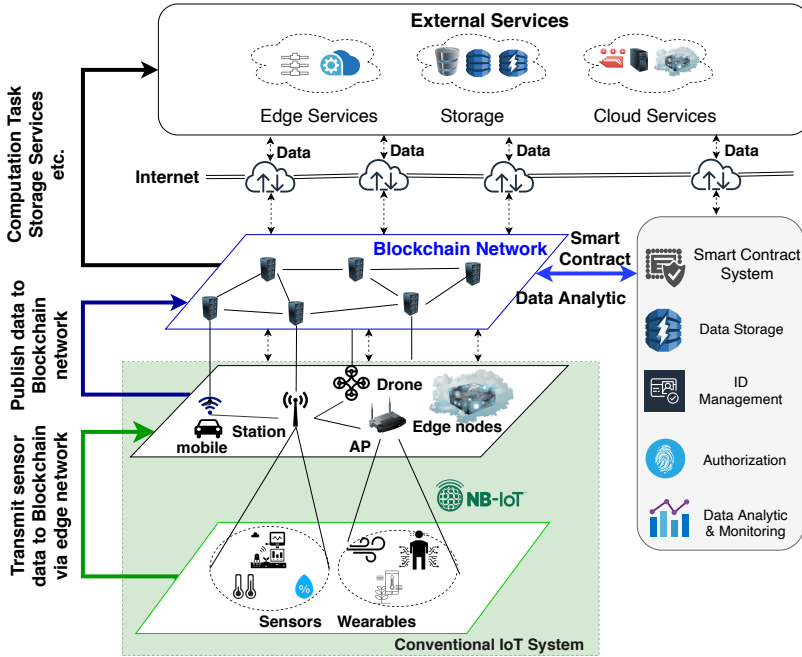 External Services
Edge Services
Storage
Cloud Services
Computation Task
Storage Services
etc.
Data
Data
Data
Data
Internet
Blockchain Network
Smart
Contract
Data Analytic
Smart Contract
System
Data Storage
ID
Management
Authorization
Data Analytic
& Monitoring
Publish data to
Blockchain
network
Drone
Station
mobile
AP
Edge nodes
Transmit sensor
data to Blockchain
via edge network
NB-IoT
%
Sensors
Wearables
Conventional IoT System